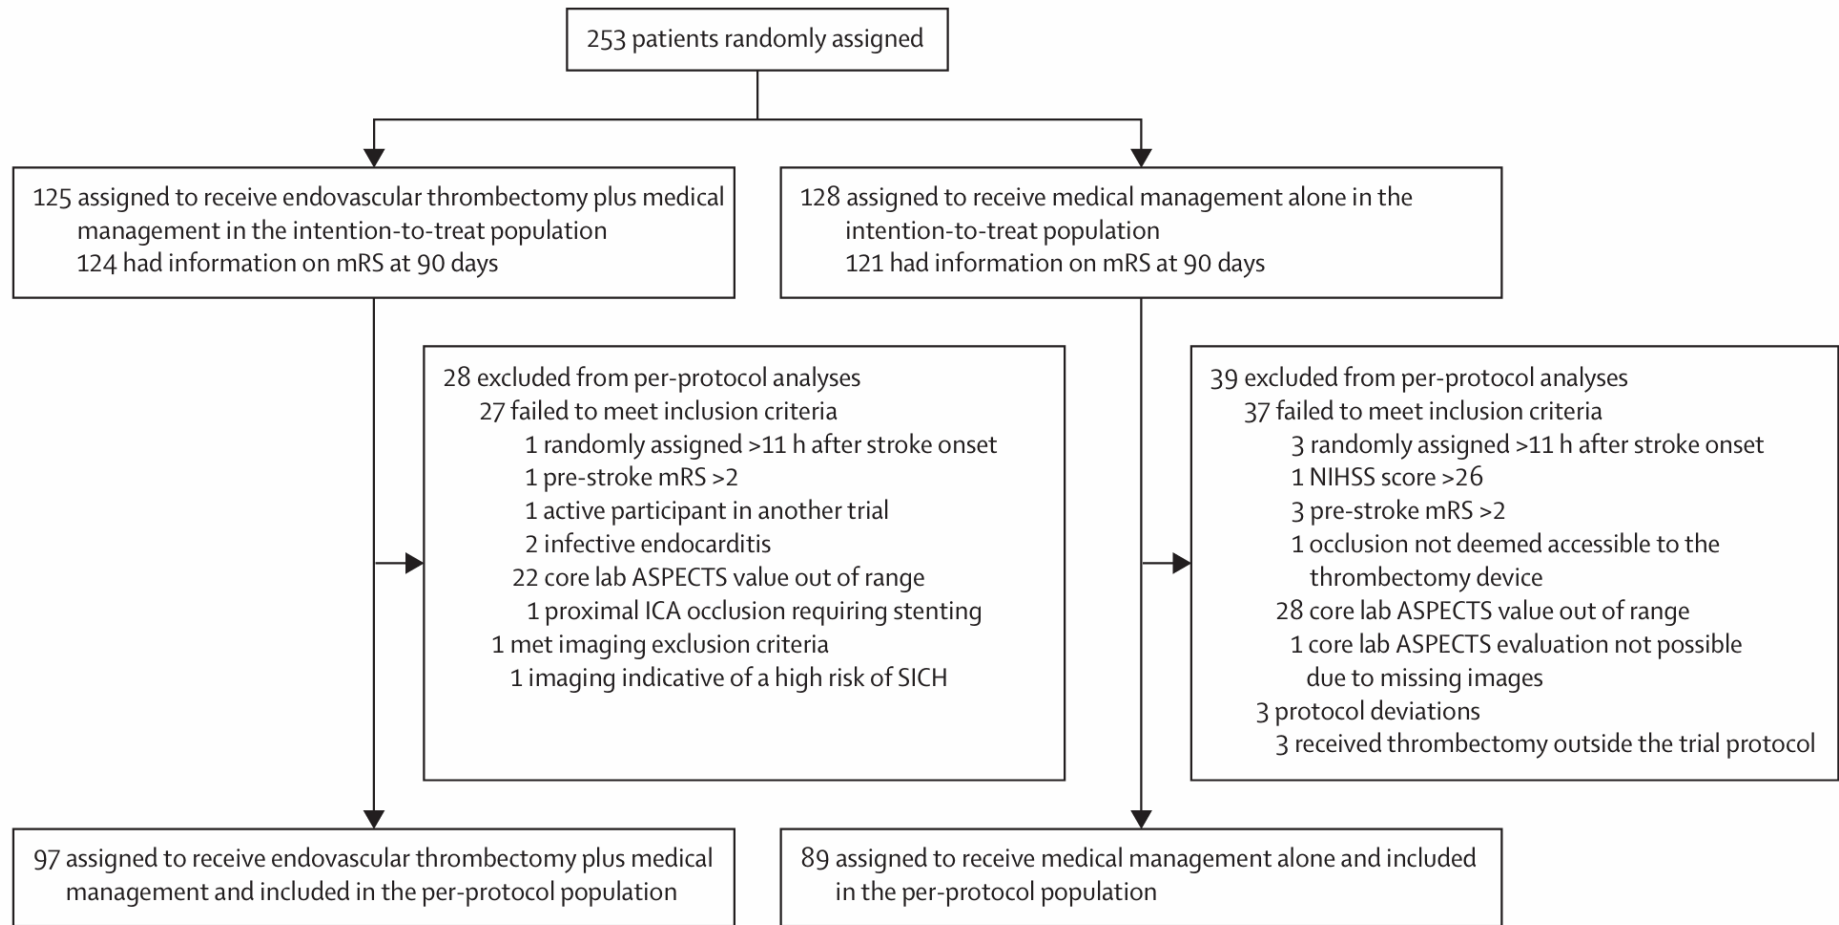 253 patients randomly assigned
125 assigned to receive endovascular thrombectomy plus medical
management in the intention-to-treat population
124 had information on mRS at 90 days
128 assigned to receive medical management alone in the
intention-to-treat population
121 had information on mRS at 90 days
28 excluded from per-protocol analyses
27 failed to meet inclusion criteria
1 randomly assigned >11 h after stroke onset
1 pre-stroke mRS >2
1 active participant in another trial
2 infective endocarditis
22 core lab ASPECTS value out of range
1 proximal ICA occlusion requiring stenting
1 met imaging exclusion criteria
1 imaging indicative of a high risk of SICH
39 excluded from per-protocol analyses
37 failed to meet inclusion criteria
3 randomly assigned >11 h after stroke onset
1 NIHSS score >26
3 pre-stroke mRS >2
1 occlusion not deemed accessible to the
thrombectomy device
28 core lab ASPECTS value out of range
1 core lab ASPECTS evaluation not possible
due to missing images
3 protocol deviations
3 received thrombectomy outside the trial protocol
97 assigned to receive endovascular thrombectomy plus medical
management and included in the per-protocol population
89 assigned to receive medical management alone and included
in the per-protocol population